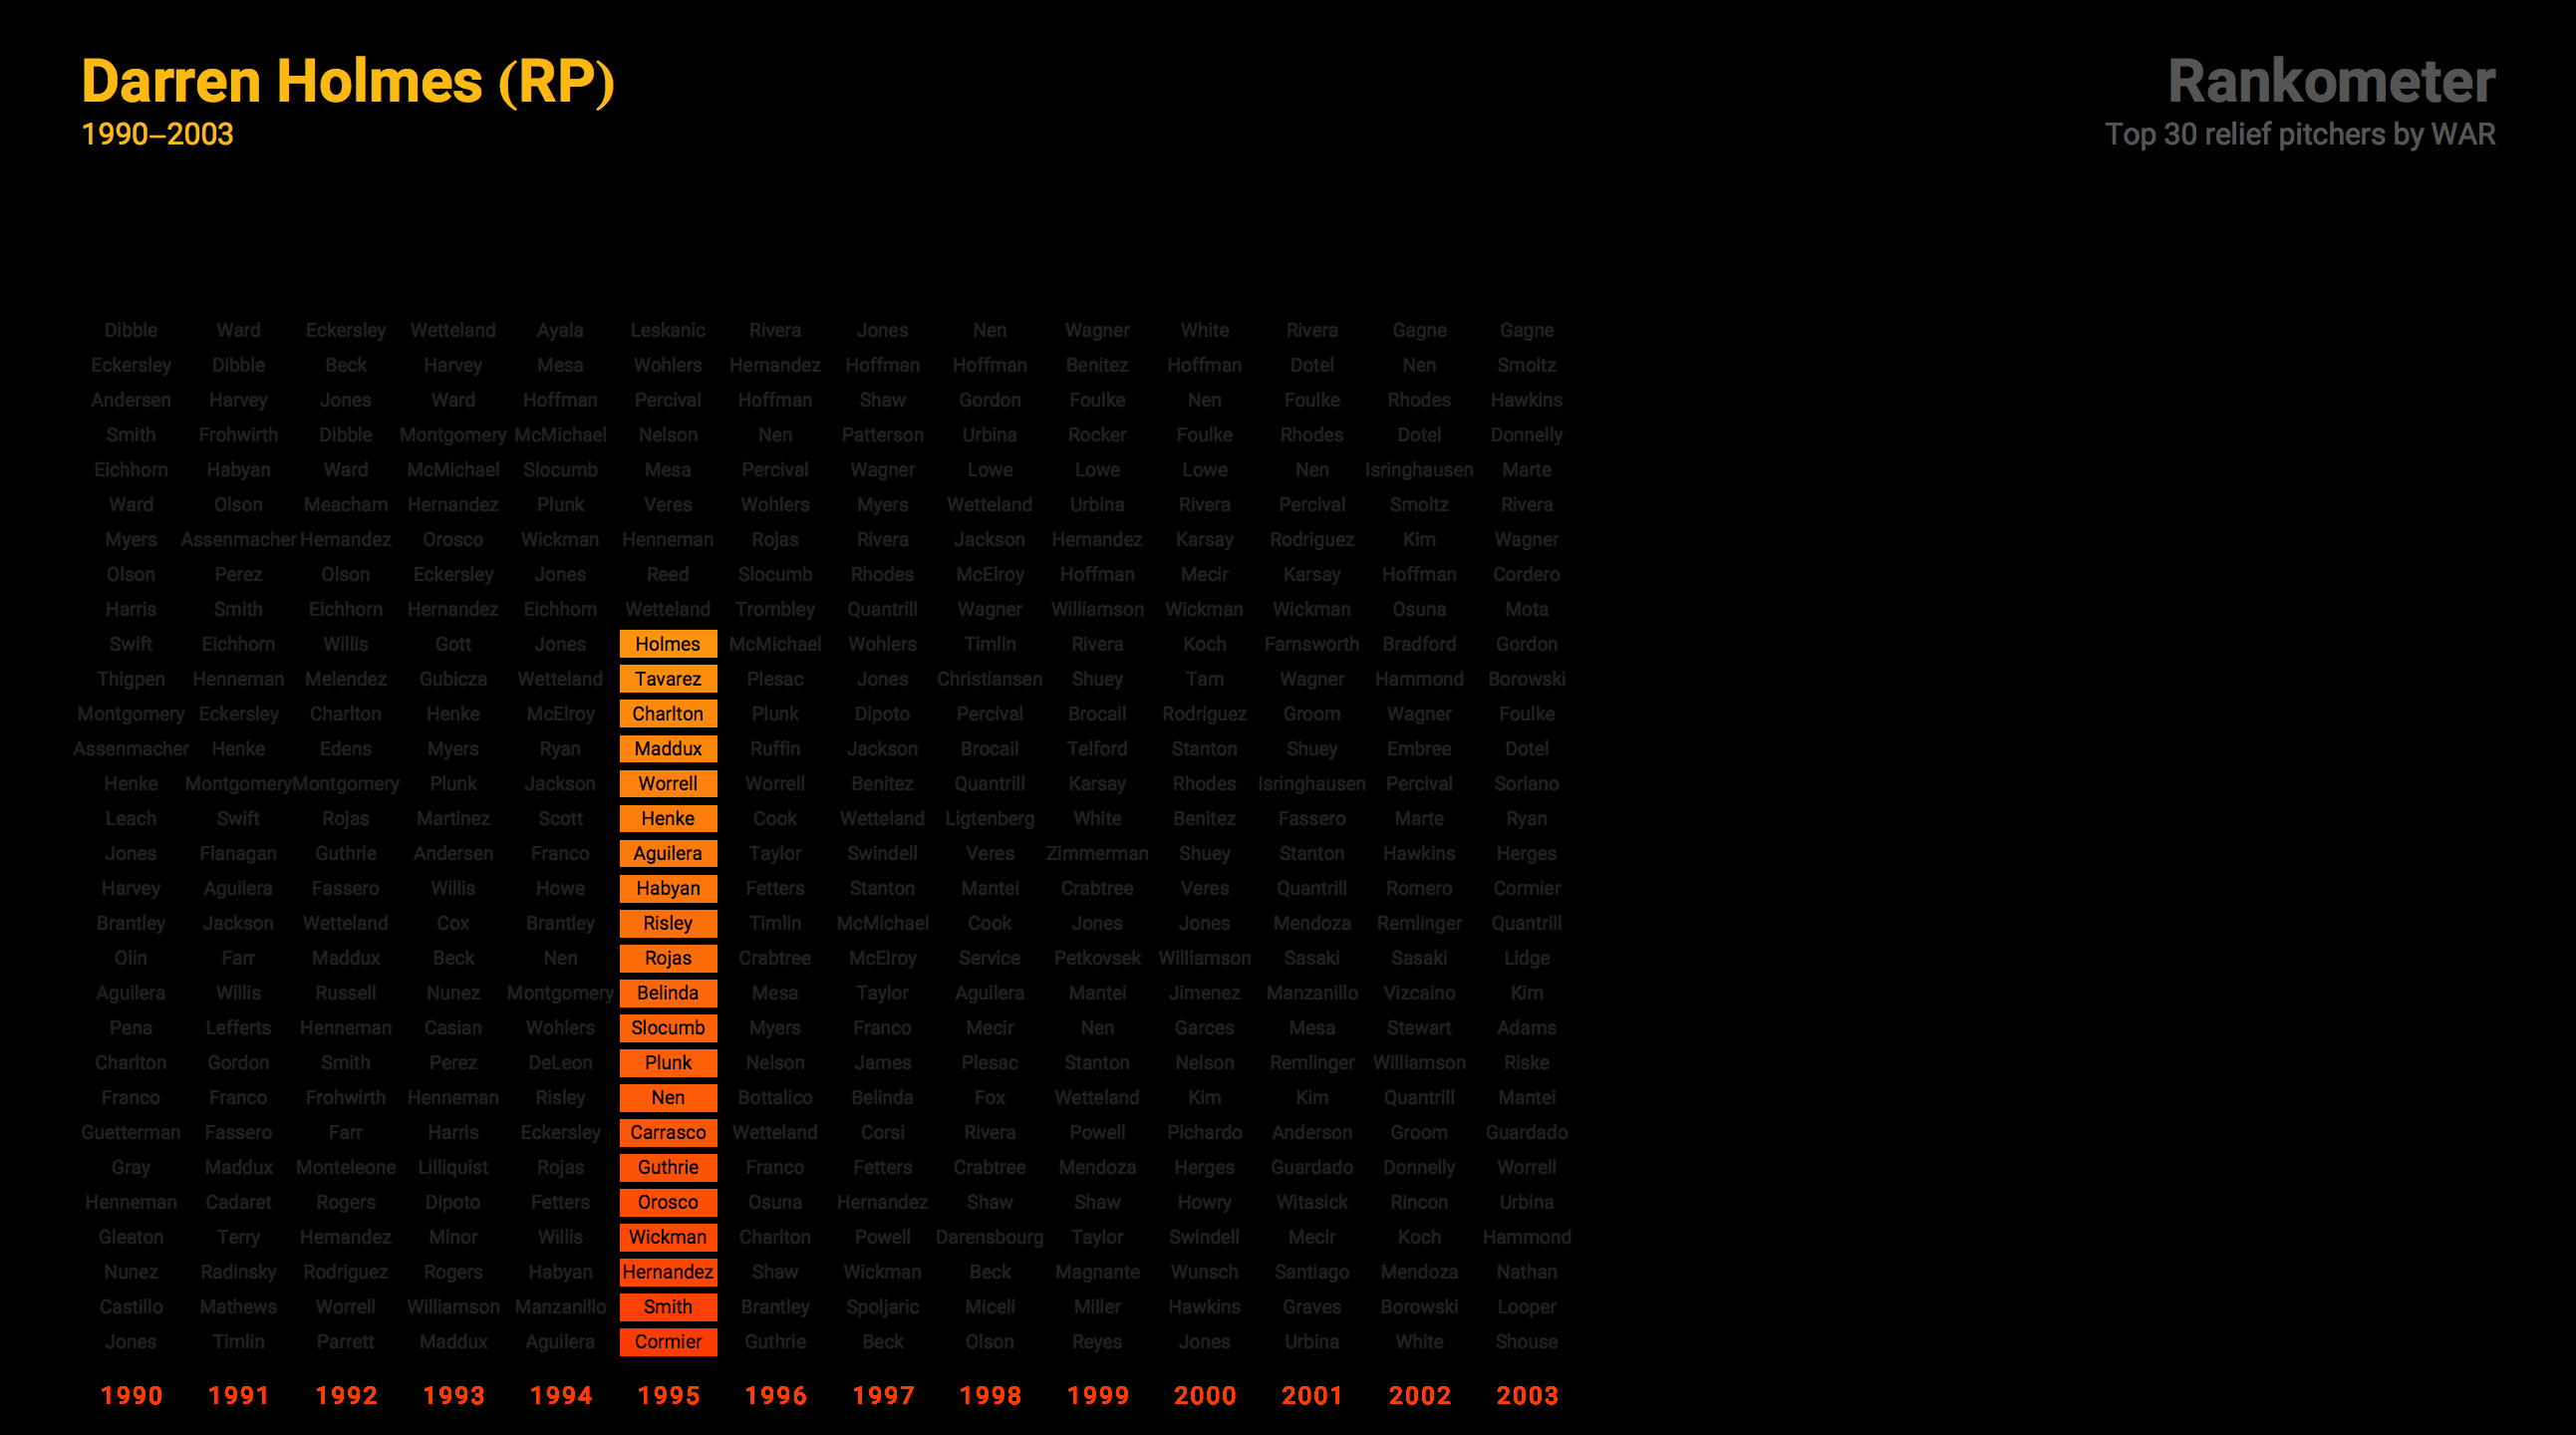 Darren Holmes (RP)
1990–2003
Rankometer
Top 30 relief pitchers by WAR
Dibble Ward Eckersley Wetteland Ayala Leskanic Rivera Jones Nen Wagner White Rivera Gagne Gagne
Eckersley Dibble Beck Harvey Mesa Wohlers Hernandez Hoffman Hoffman Benitez Hoffman Dotel Nen Smoltz
Andersen Harvey Jones Ward Hoffman Percival Hoffman Shaw Gordon Foulke Nen Foulke Rhodes Hawkins
Smith Frohwirth Dibble Montgomery McMichael Nelson Nen Patterson Urbina Rocker Foulke Rhodes Dotel Donnelly
Eichhorn Habyan Ward McMichael Slocumb Mesa Percival Wagner Lowe Lowe Lowe Nen Isringhausen Marte
Ward Olson Meacham Hernandez Plunk Veres Wohlers Myers Wetteland Urbina Rivera Percival Smoltz Rivera
Myers Assenmacher Hernandez Orosco Wickman Henneman Rojas Rivera Jackson Hernandez Karsay Rodriguez Kim Wagner
Olson Perez Olson Eckersley Jones Reed Slocumb Rhodes McElroy Hoffman Mecir Karsay Hoffman Cordero
Harris Smith Eichhorn Hernandez Eichhorn Wetteland Trombley Quantrill Wagner Williamson Wickman Wickman Osuna Mota
Swift Eichhorn Willis Gott Jones Holmes McMichael Wohlers Timlin Rivera Koch Farnsworth Bradford Gordon
Thigpen Henneman Melendez Gubicza Wetteland Tavarez Plesac Jones Christiansen Shuey Tam Wagner Hammond Borowski
Montgomery Eckersley Charlton Henke McElroy Charlton Plunk Dipoto Percival Brocail Rodriguez Groom Wagner Foulke
Assenmacher Henke Edens Myers Ryan Maddux Ruffin Jackson Brocail Telford Stanton Shuey Embree Dotel
Henke Montgomery Montgomery Plunk Jackson Worrell Worrell Benitez Quantrill Karsay Rhodes Isringhausen Percival Soriano
Leach Swift Rojas Martinez Scott Henke Cook Wetteland Ligtenberg White Benitez Fassero Marte Ryan
Jones Flanagan Guthrie Andersen Franco Aguilera Taylor Swindell Veres Zimmerman Shuey Stanton Hawkins Herges
Harvey Aguilera Fassero Willis Howe Habyan Fetters Stanton Mantei Crabtree Veres Quantrill Romero Cormier
Brantley Jackson Wetteland Cox Brantley Risley Timlin McMichael Cook Jones Jones Mendoza Remlinger Quantrill
Olin Farr Maddux Beck Nen Rojas Crabtree McElroy Service Petkovsek Williamson Sasaki Sasaki Lidge
Aguilera Willis Russell Nunez Montgomery Belinda Mesa Taylor Aguilera Mantei Jimenez Manzanillo Vizcaino Kim
Pena Lefferts Henneman Casian Wohlers Slocumb Myers Franco Mecir Nen Garces Mesa Stewart Adams
Charlton Gordon Smith Perez DeLeon Plunk Nelson James Plesac Stanton Nelson Remlinger Williamson Riske
Franco Franco Frohwirth Henneman Risley Nen Bottalico Belinda Fox Wetteland Kim Kim Quantrill Mantei
Guetterman Fassero Farr Harris Eckersley Carrasco Wetteland Corsi Rivera Powell Pichardo Anderson Groom Guardado
Gray Maddux Monteleone Lilliquist Rojas Guthrie Franco Fetters Crabtree Mendoza Herges Guardado Donnelly Worrell
Henneman Cadaret Rogers Dipoto Fetters Orosco Osuna Hernandez Shaw Shaw Howry Witasick Rincon Urbina
Gleaton Terry Hernandez Minor Willis Wickman Charlton Powell Darensbourg Taylor Swindell Mecir Koch Hammond
Nunez Radinsky Rodriguez Rogers Habyan Hernandez Shaw Wickman Beck Magnante Wunsch Santiago Mendoza Nathan
Castillo Mathews Worrell Williamson Manzanillo Smith Brantley Spoljaric Miceli Miller Hawkins Graves Borowski Looper
Jones Timlin Parrett Maddux Aguilera Cormier Guthrie Beck Olson Reyes Jones Urbina White Shouse
1990 1991 1992 1993 1994 1995 1996 1997 1998 1999 2000 2001 2002 2003